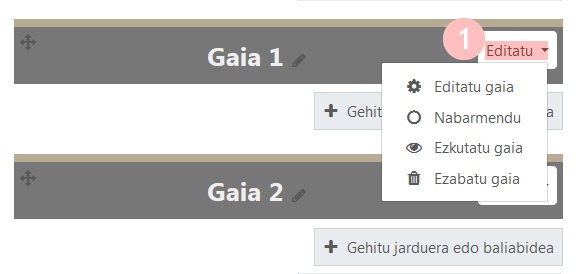 Gaia 1
1
Editatu
Editatu gaia
Nabarmendu
Ezkutatu gaia
Ezabatu gaia
Gehitu
Gaia 2
Gehitu jarduera edo baliabidea